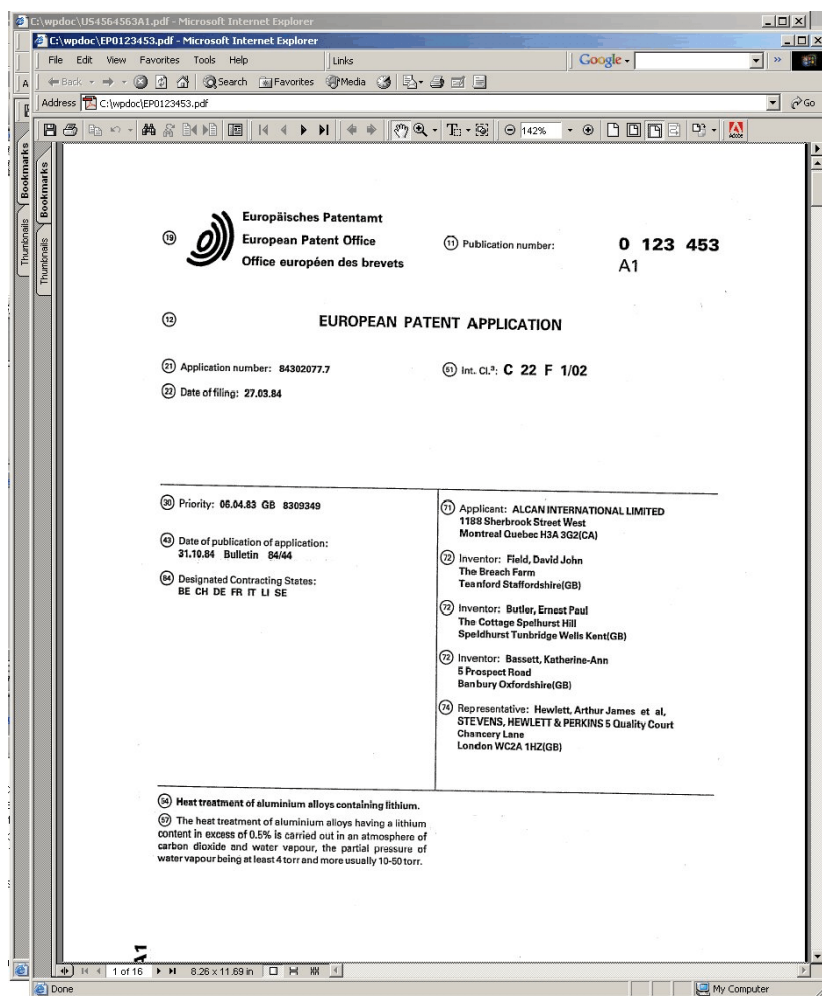 C:\wpdoc\US4564563A1.pdf - Microsoft Internet Explorer
C:\wpdoc\EP0123453.pdf - Microsoft Internet Explorer
File Edit View Favorites Tools Help Links Google
Back Search Favorites Media
Address C:\wpdoc\EP0123453.pdf Go
142%
Adobe
Bookmarks
Thumbnails
Bookmarks
Thumbnails
(19) Europäisches Patentamt
European Patent Office
Office européen des brevets
(11) Publication number: 0 123 453
A1
(12) EUROPEAN PATENT APPLICATION
(21) Application number: 84302077.7
(22) Date of filing: 27.03.84
(51) Int. Cl.³: C 22 F 1/02
(30) Priority: 06.04.83 GB 8309349
(43) Date of publication of application:
31.10.84 Bulletin 84/44
(84) Designated Contracting States:
BE CH DE FR IT LI SE
(71) Applicant: ALCAN INTERNATIONAL LIMITED
1188 Sherbrook Street West
Montreal Quebec H3A 3G2(CA)
(72) Inventor: Field, David John
The Breach Farm
Teanford Staffordshire(GB)
(72) Inventor: Butler, Ernest Paul
The Cottage Spelhurst Hill
Speldhurst Tunbridge Wells Kent(GB)
(72) Inventor: Bassett, Katherine-Ann
5 Prospect Road
Banbury Oxfordshire(GB)
(74) Representative: Hewlett, Arthur James et al,
STEVENS, HEWLETT & PERKINS 5 Quality Court
Chancery Lane
London WC2A 1HZ(GB)
(54) Heat treatment of aluminium alloys containing lithium.
(57) The heat treatment of aluminium alloys having a lithium
content in excess of 0.5% is carried out in an atmosphere of
carbon dioxide and water vapour, the partial pressure of
water vapour being at least 4 torr and more usually 10-50 torr.
A1
1 of 16 8.26 x 11.69 in
Done My Computer